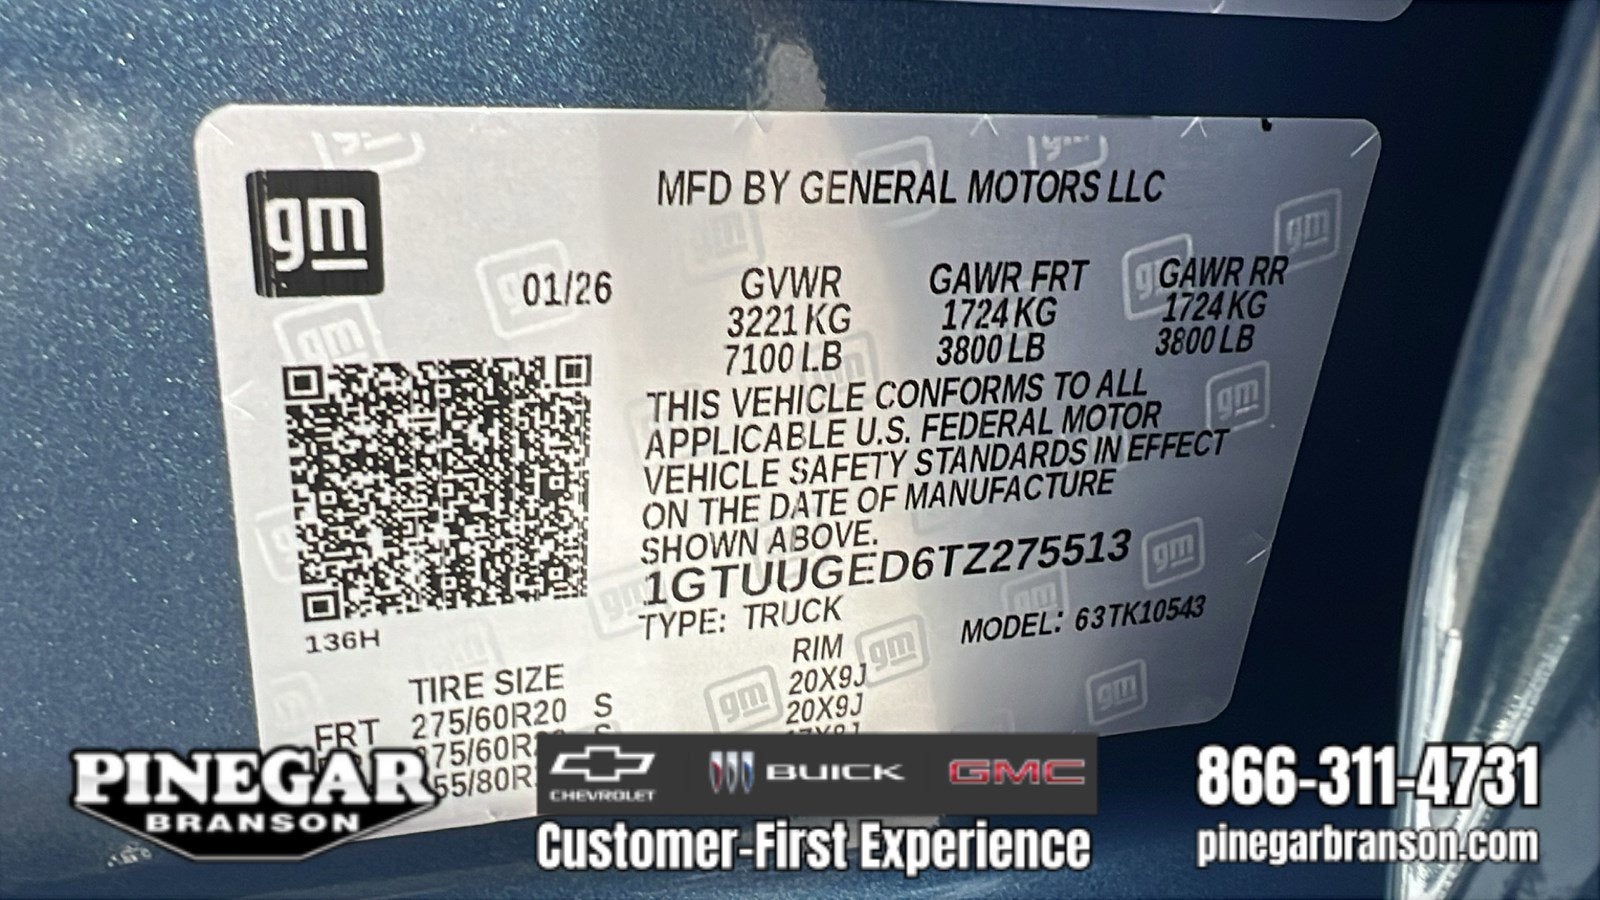 gm
MFD BY GENERAL MOTORS LLC
01/26
GVWR GAWR FRT GAWR RR
3221 KG 1724 KG 1724 KG
7100 LB 3800 LB 3800 LB
THIS VEHICLE CONFORMS TO ALL
APPLICABLE U.S. FEDERAL MOTOR
VEHICLE SAFETY STANDARDS IN EFFECT
ON THE DATE OF MANUFACTURE
SHOWN ABOVE.
1GTUUGED6TZ275513
TYPE: TRUCK MODEL: 63TK10543
136H
TIRE SIZE RIM
FRT 275/60R20 S 20X9J
20X9J
PINEGAR
BRANSON
CHEVROLET BUICK GMC
Customer-First Experience
866-311-4731
pinegarbranson.com